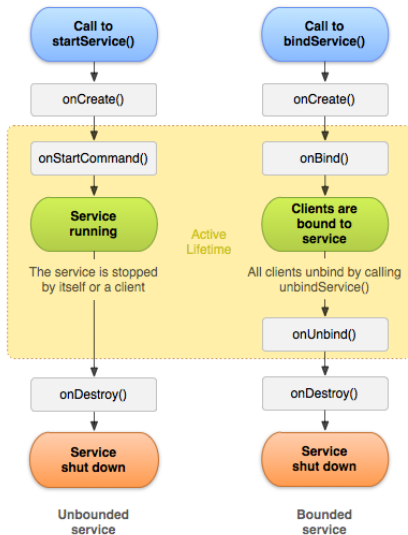 Call to
startService()
onCreate()
onStartCommand()
Service
running
The service is stopped
by itself or a client
onDestroy()
Service
shut down
Unbounded
service
Active
Lifetime
Call to
bindService()
onCreate()
onBind()
Clients are
bound to
service
All clients unbind by calling
unbindService()
onUnbind()
onDestroy()
Service
shut down
Bounded
service